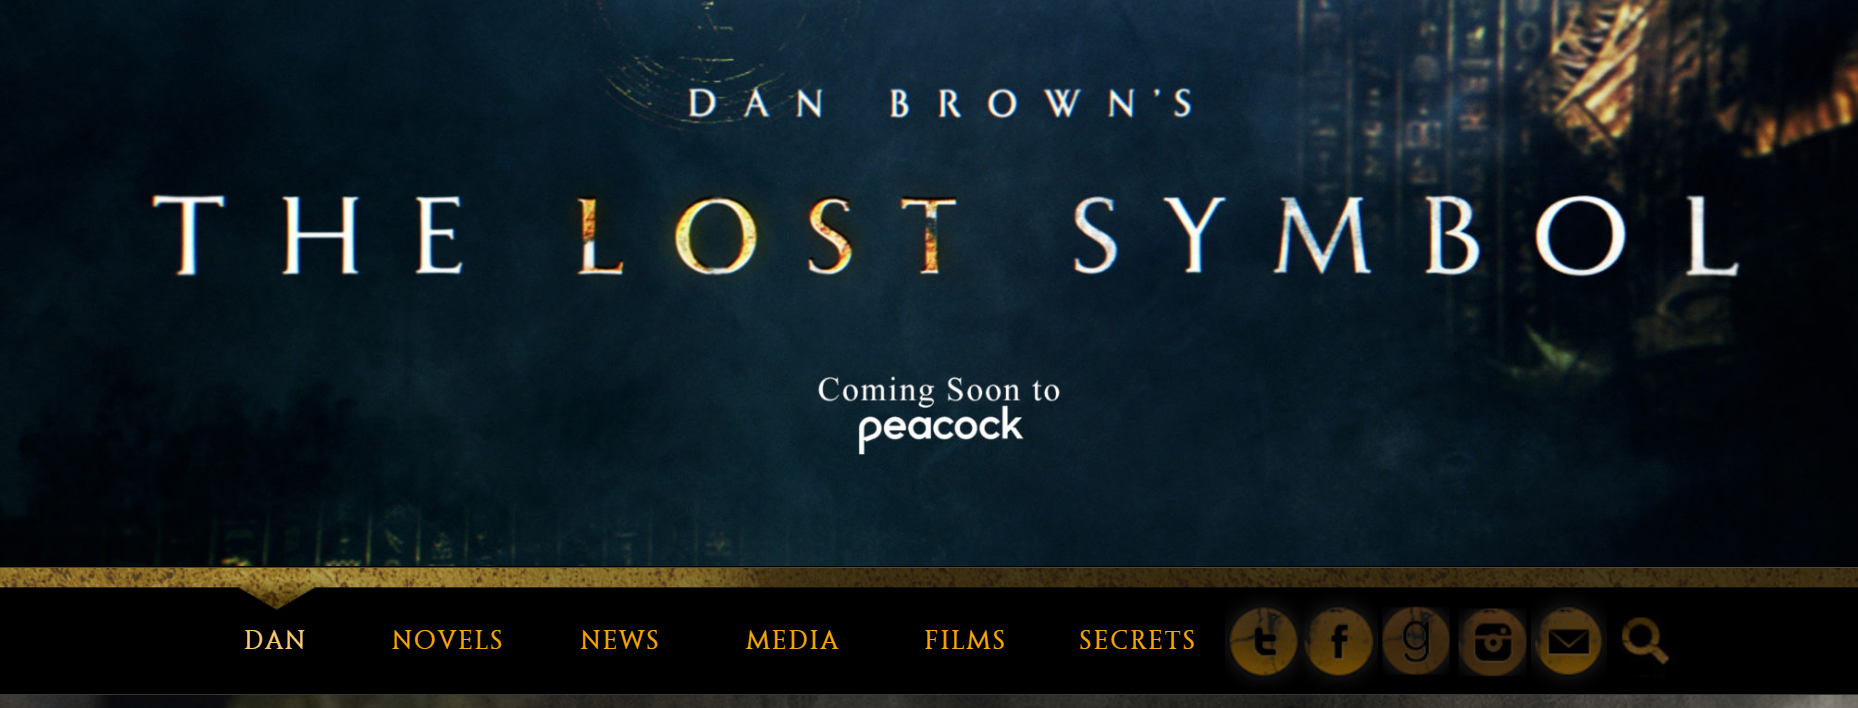 DAN BROWN'S
THE LOST SYMBOL
Coming Soon to
peacock
DAN NOVELS NEWS MEDIA FILMS SECRETS